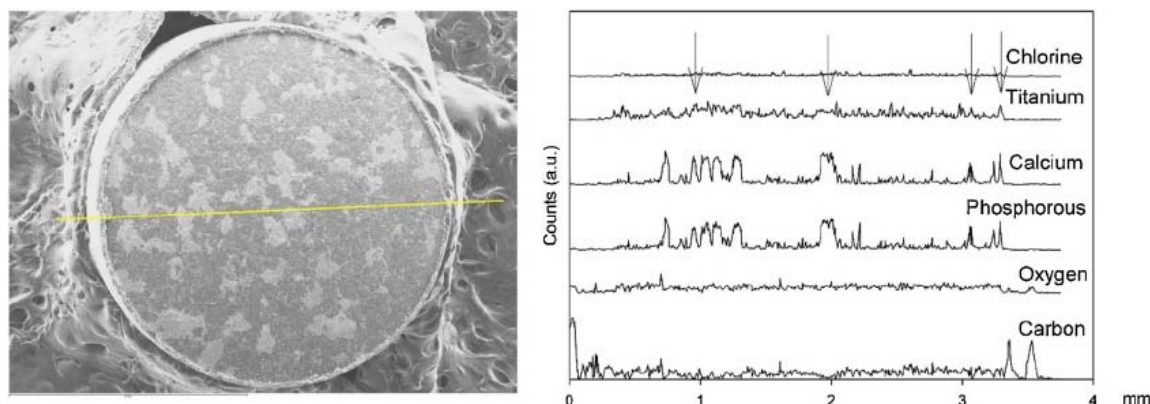 Chlorine
Titanium
Calcium
Phosphorous
Oxygen
Carbon
Counts (a.u.)
0 1 2 3 4 mm